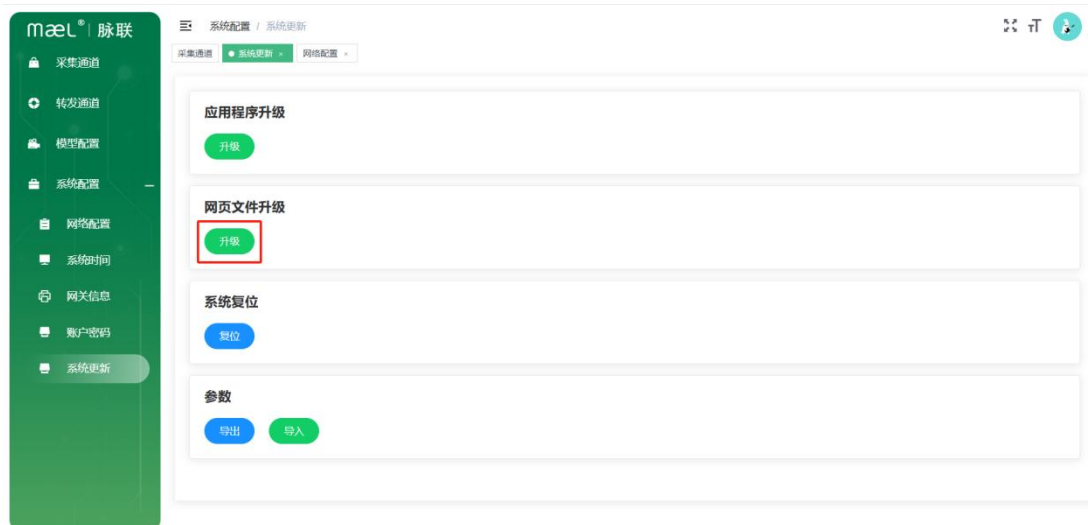 mæL® | 脉联
系统配置 / 系统更新
采集通道 系统更新 × 网络配置 ×
采集通道
转发通道
模型配置
系统配置
网络配置
系统时间
网关信息
账户密码
系统更新
应用程序升级
升级
网页文件升级
升级
系统复位
复位
参数
导出 导入